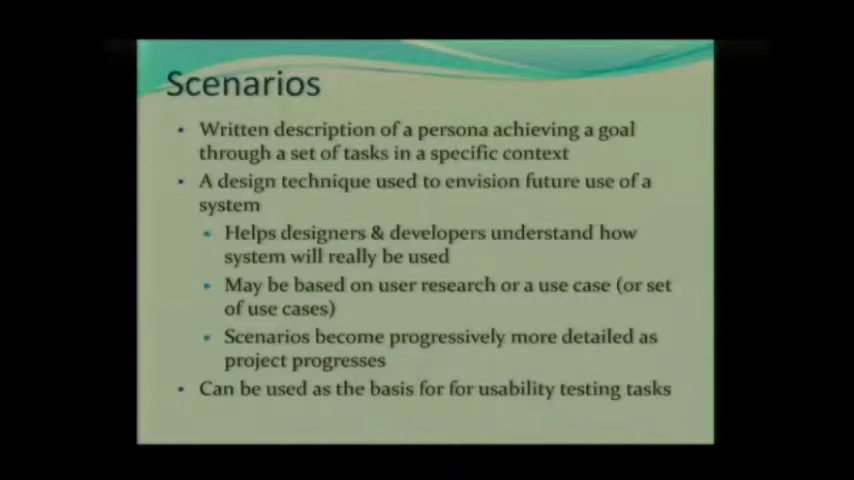 Scenarios
• Written description of a persona achieving a goal
through a set of tasks in a specific context
• A design technique used to envision future use of a
system
• Helps designers & developers understand how
system will really be used
• May be based on user research or a use case (or set
of use cases)
• Scenarios become progressively more detailed as
project progresses
• Can be used as the basis for for usability testing tasks